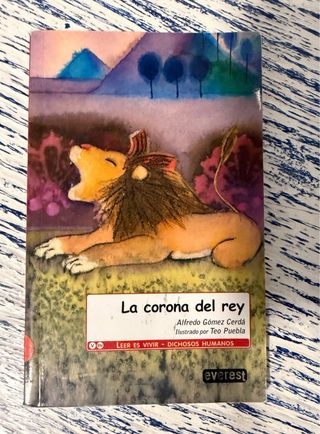 La corona del rey
Alfredo Gómez Cerdá
Ilustrado por Teo Puebla
LEER ES VIVIR - DICHOSOS HUMANOS
everest